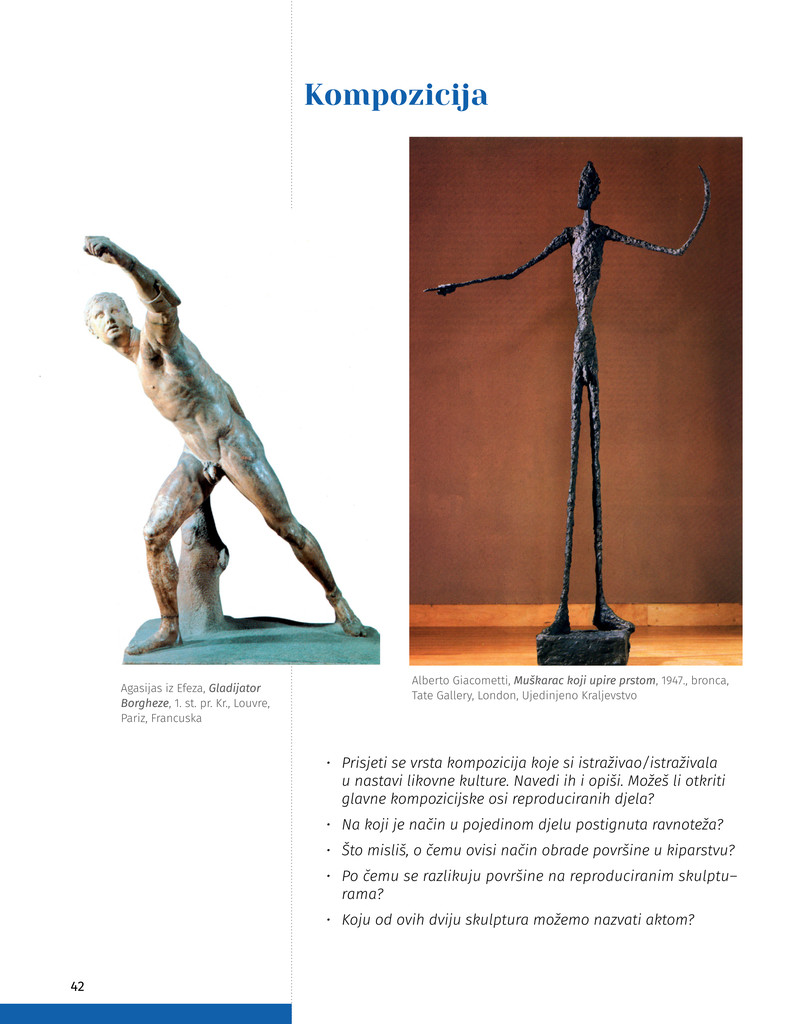 Kompozicija
Agasijas iz Efeza, Gladijator
Borgheze, 1. st. pr. Kr., Louvre,
Pariz, Francuska
Alberto Giacometti, Muškarac koji upire prstom, 1947., bronca,
Tate Gallery, London, Ujedinjeno Kraljevstvo
• Prisjeti se vrsta kompozicija koje si istraživao/istraživala
u nastavi likovne kulture. Navedi ih i opiši. Možeš li otkriti
glavne kompozicijske osi reproduciranih djela?
• Na koji je način u pojedinom djelu postignuta ravnoteža?
• Što misliš, o čemu ovisi način obrade površine u kiparstvu?
• Po čemu se razlikuju površine na reproduciranim skulptu–
rama?
• Koju od ovih dviju skulptura možemo nazvati aktom?
42